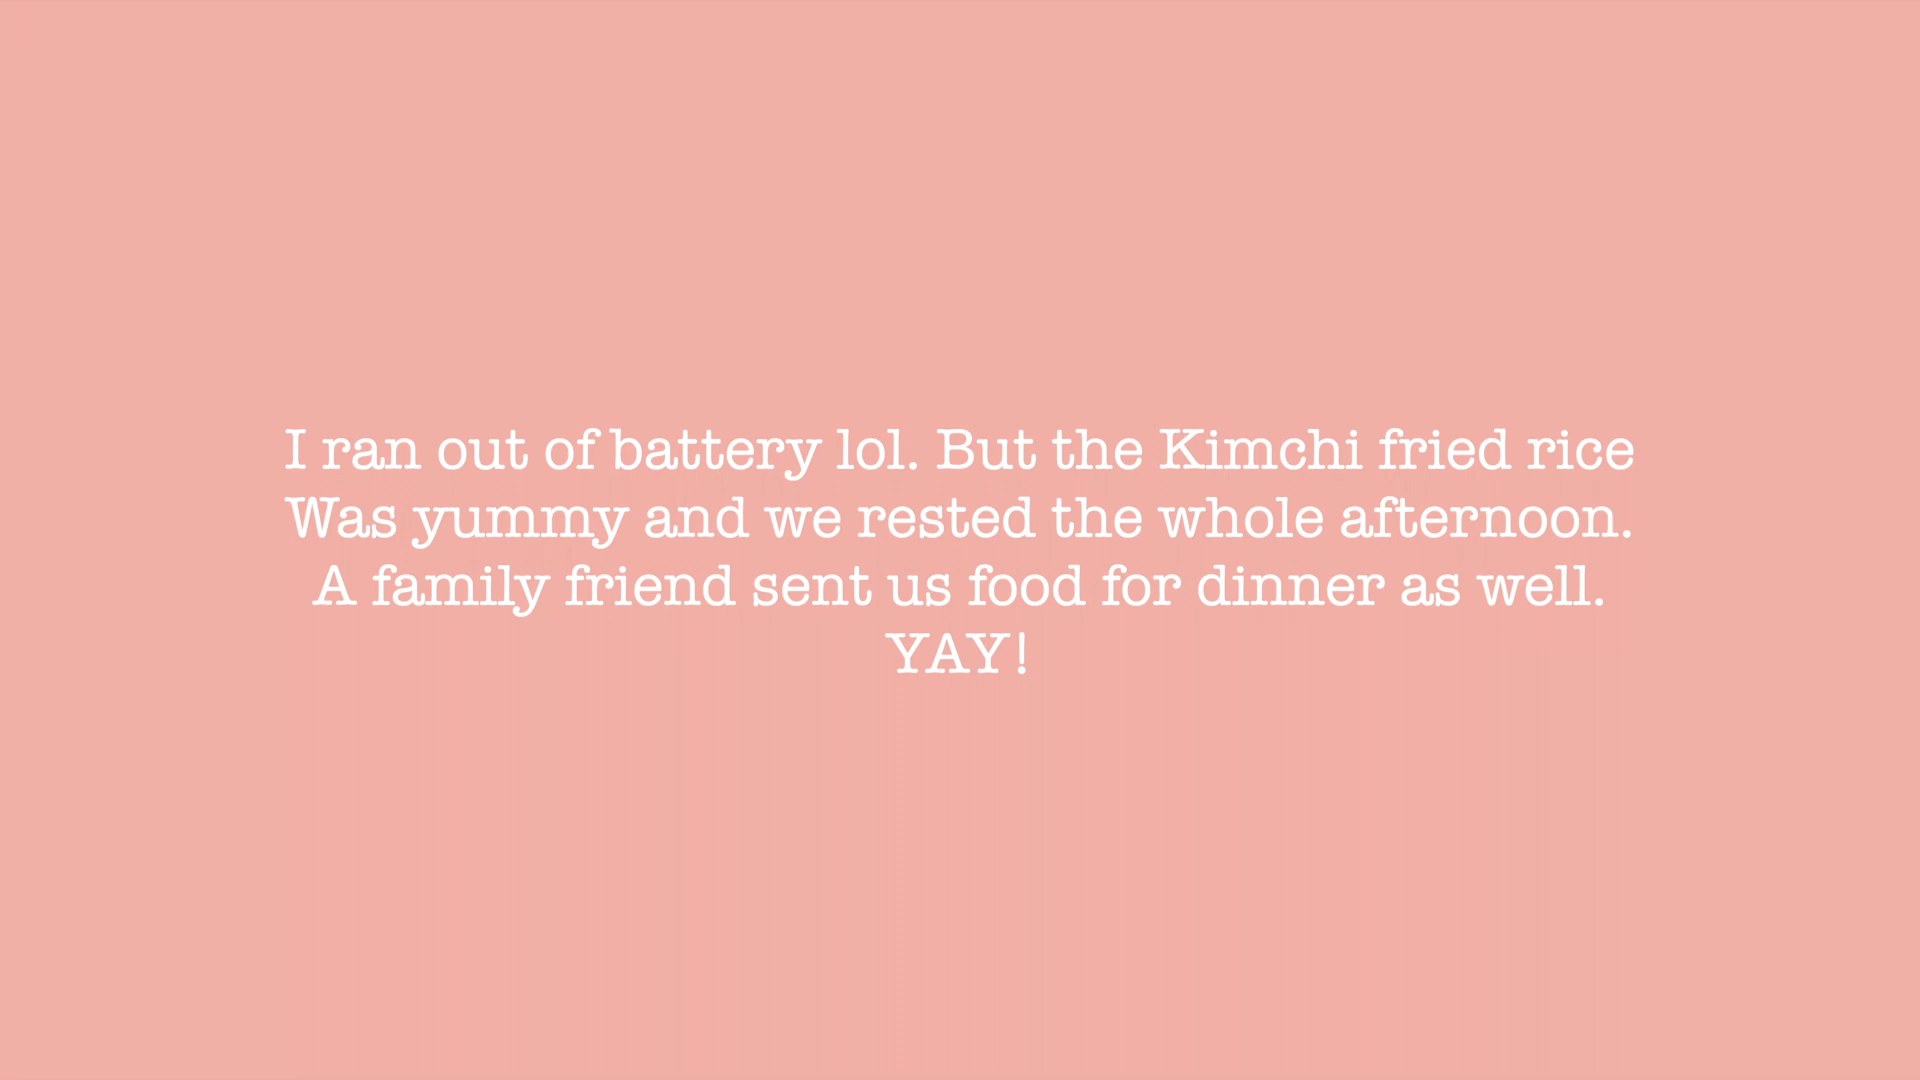 I ran out of battery lol. But the Kimchi fried rice
Was yummy and we rested the whole afternoon.
A family friend sent us food for dinner as well.
YAY!